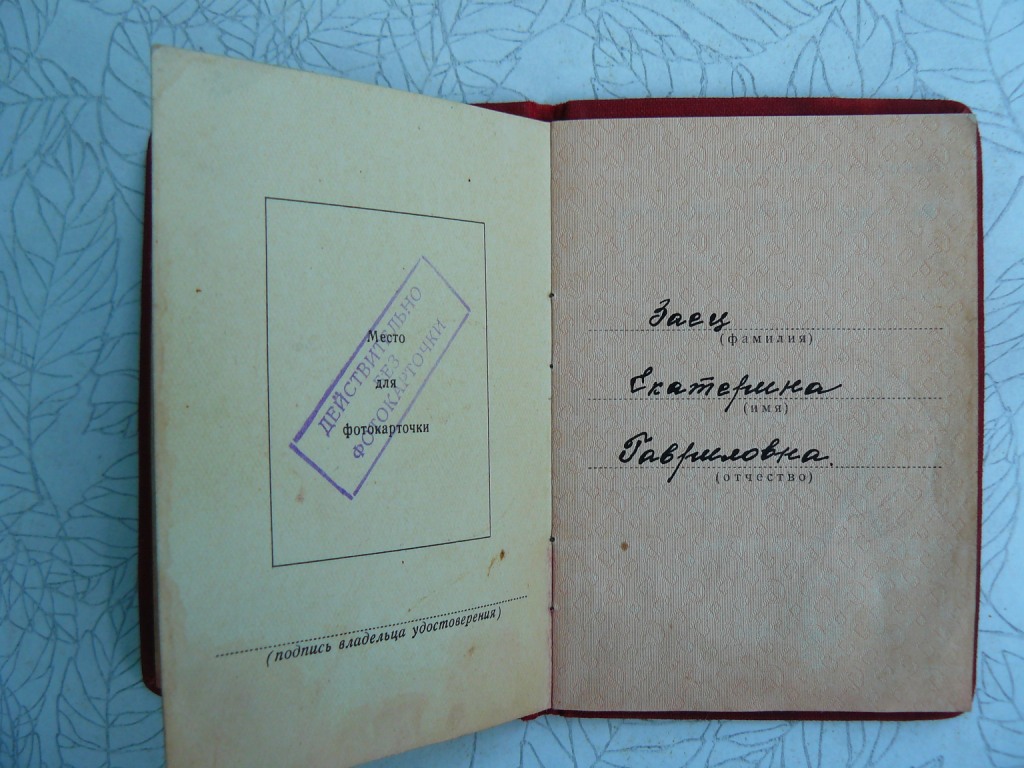 Место
для
фотокарточки
ДЕЙСТВИТЕЛЬНО
БЕЗ
ФОТОКАРТОЧКИ
(подпись владельца удостоверения)
Заец
(фамилия)
Екатерина
(имя)
Гавриловна.
(отчество)